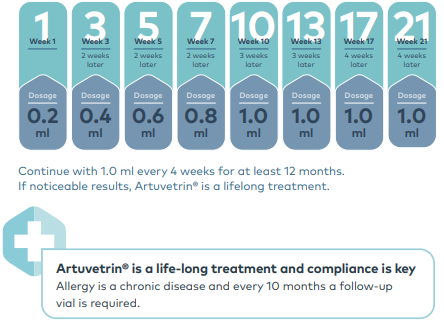 1 3 5 7 10 13 17 21
Week 1 Week 3 Week 5 Week 7 Week 10 Week 13 Week 17 Week 21
2 weeks 2 weeks 2 weeks 3 weeks 3 weeks 4 weeks 4 weeks
later later later later later later later
Dosage Dosage Dosage Dosage Dosage Dosage Dosage Dosage
0.2 0.4 0.6 0.8 1.0 1.0 1.0 1.0
ml ml ml ml ml ml ml ml
Continue with 1.0 ml every 4 weeks for at least 12 months.
If noticeable results, Artuvetrin® is a lifelong treatment.
Artuvetrin® is a life-long treatment and compliance is key
Allergy is a chronic disease and every 10 months a follow-up
vial is required.